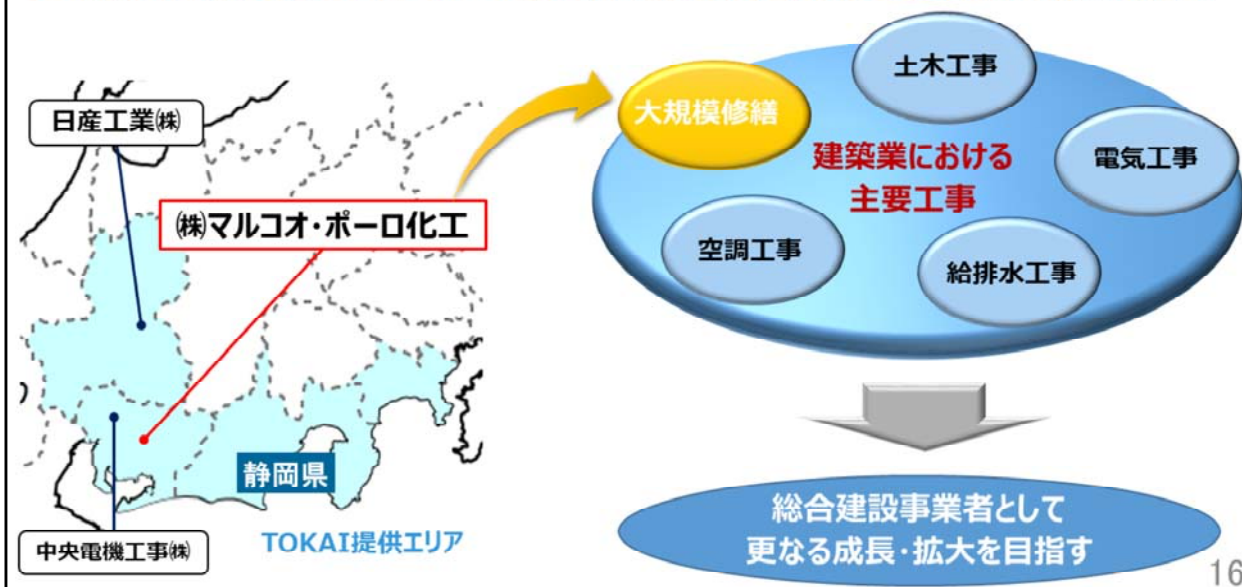 日産工業㈱
㈱マルコオ・ポーロ化工
静岡県
TOKAI提供エリア
中央電機工事㈱
土木工事
大規模修繕
建築業における
主要工事
電気工事
空調工事
給排水工事
総合建設事業者として
更なる成長・拡大を目指す
16